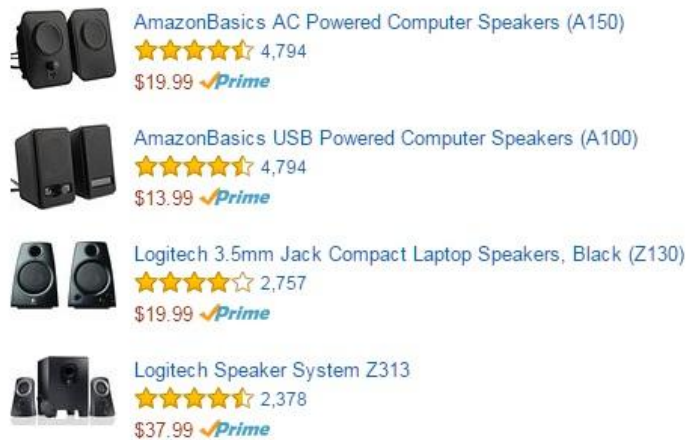 AmazonBasics AC Powered Computer Speakers (A150)
4,794
$19.99 Prime
AmazonBasics USB Powered Computer Speakers (A100)
4,794
$13.99 Prime
Logitech 3.5mm Jack Compact Laptop Speakers, Black (Z130)
2,757
$19.99 Prime
Logitech Speaker System Z313
2,378
$37.99 Prime